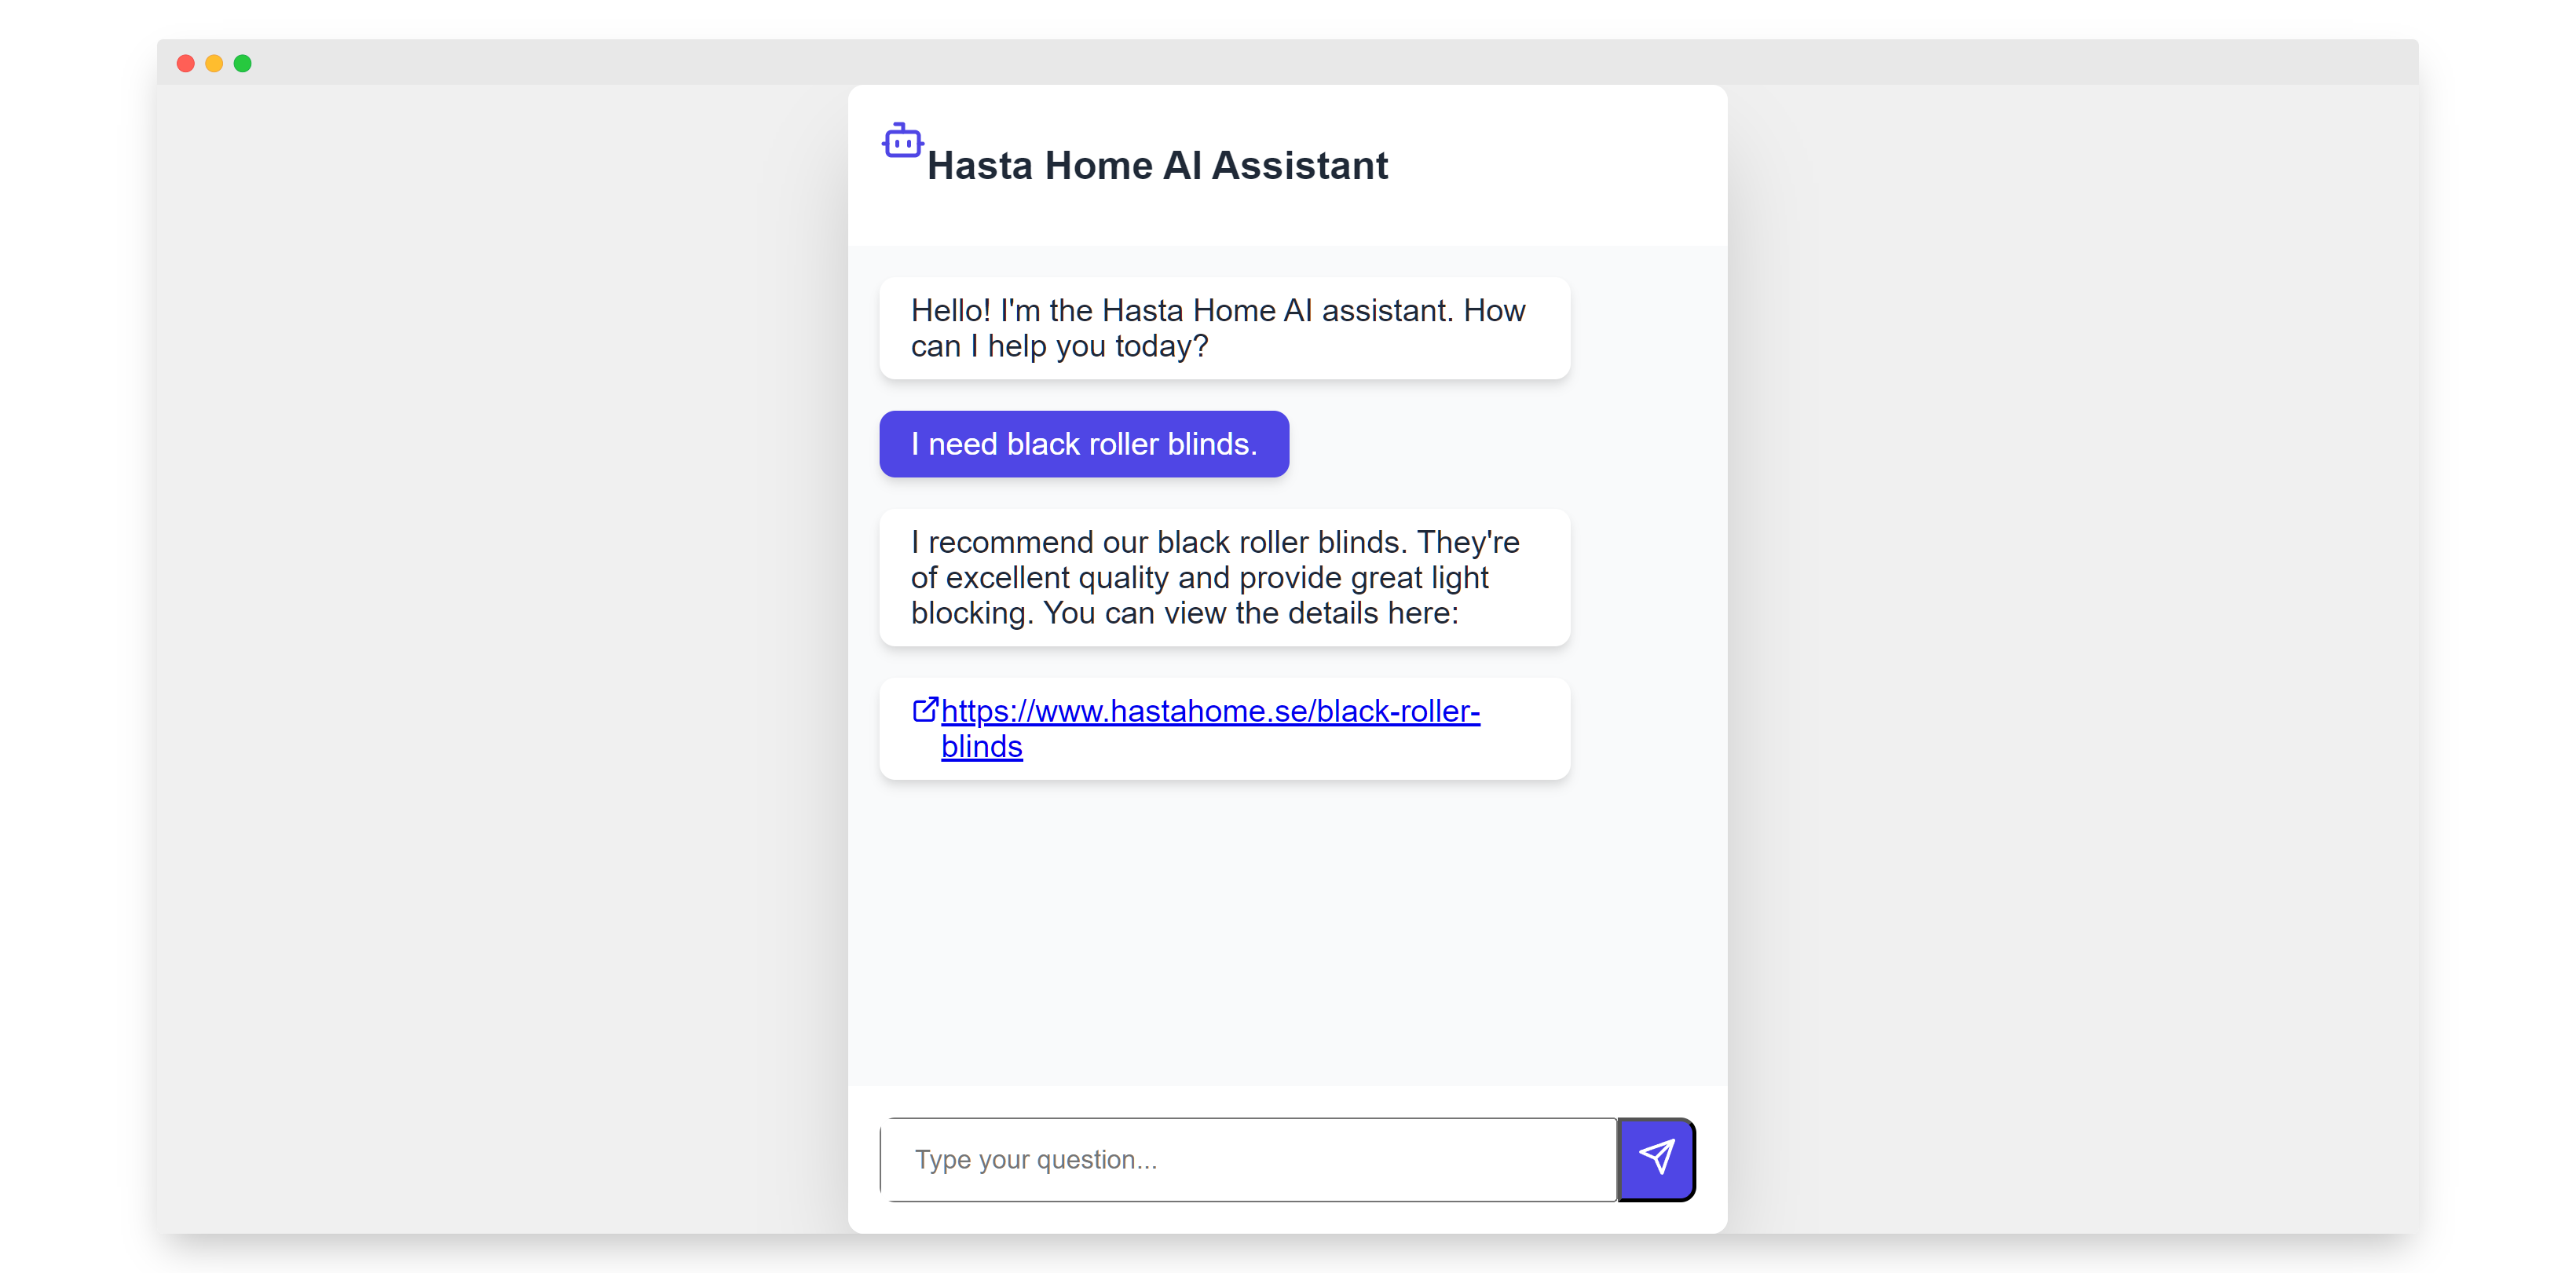 Hasta Home AI Assistant
Hello! I'm the Hasta Home AI assistant. How
can I help you today?
I need black roller blinds.
I recommend our black roller blinds. They're
of excellent quality and provide great light
blocking. You can view the details here:
https://www.hastahome.se/black-roller-
blinds
Type your question...